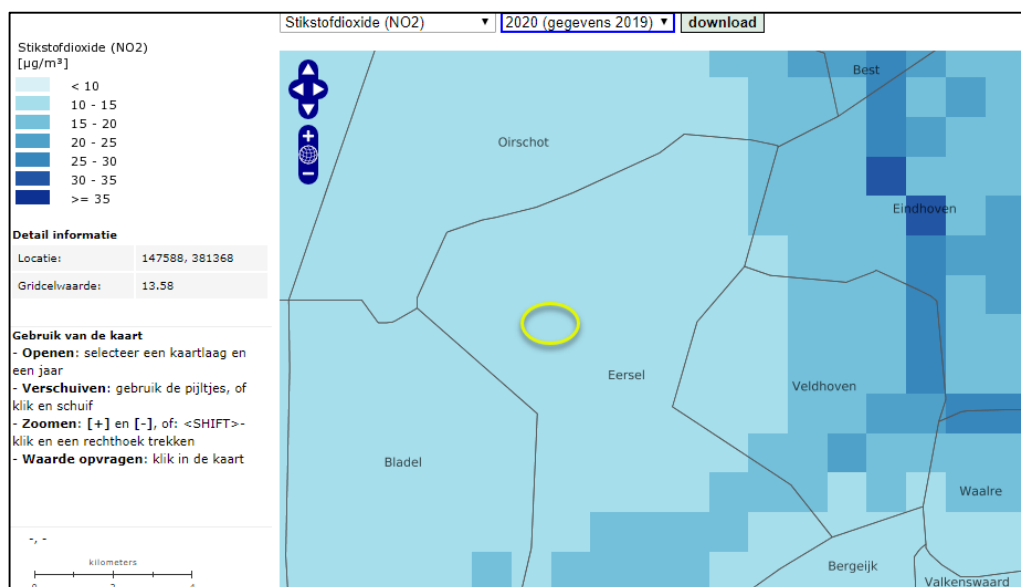 Stikstofdioxide (NO2) 2020 (gegevens 2019) download
Stikstofdioxide (NO2)
[µg/m³]
< 10
10 - 15
15 - 20
20 - 25
25 - 30
30 - 35
>= 35
Detail informatie
Locatie: 147588, 381368
Gridcelwaarde: 13.58
Gebruik van de kaart
- Openen: selecteer een kaartlaag en
een jaar
- Verschuiven: gebruik de pijltjes, of
klik en schuif
- Zoomen: [+] en [-], of: <SHIFT>-
klik en een rechthoek trekken
- Waarde opvragen: klik in de kaart
-, -
kilometers
0 2 4
Best
Oirschot
Eindhoven
Eersel
Veldhoven
Bladel
Waalre
Bergeijk
Valkenswaard